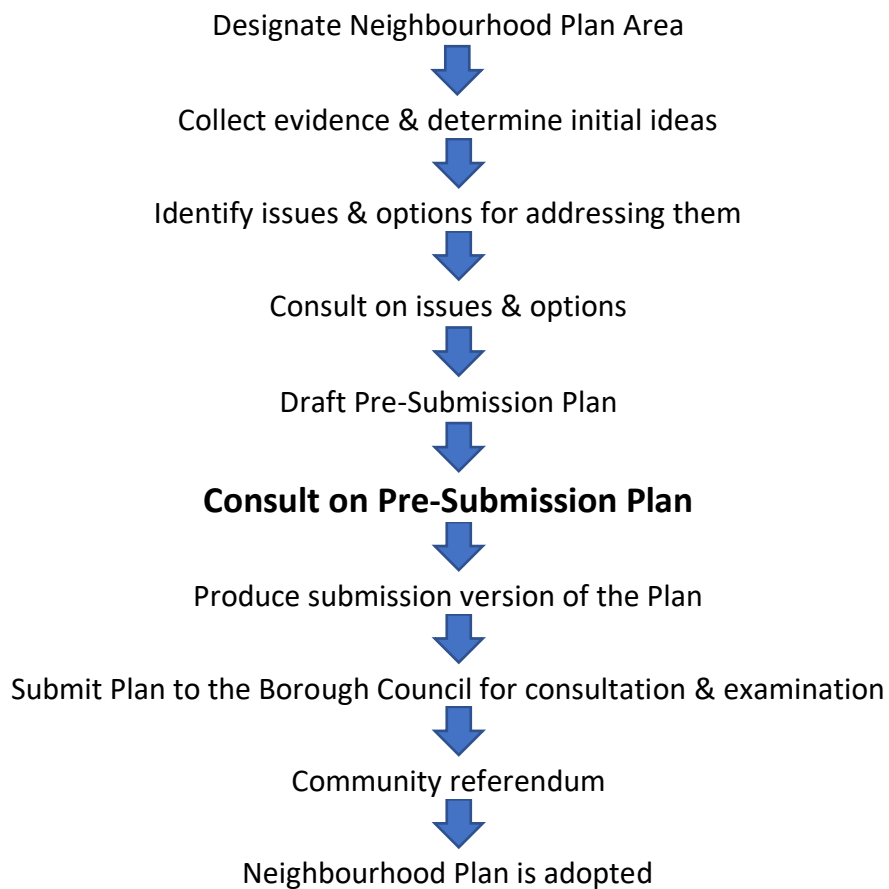 Designate Neighbourhood Plan Area
Collect evidence & determine initial ideas
Identify issues & options for addressing them
Consult on issues & options
Draft Pre-Submission Plan
Consult on Pre-Submission Plan
Produce submission version of the Plan
Submit Plan to the Borough Council for consultation & examination
Community referendum
Neighbourhood Plan is adopted